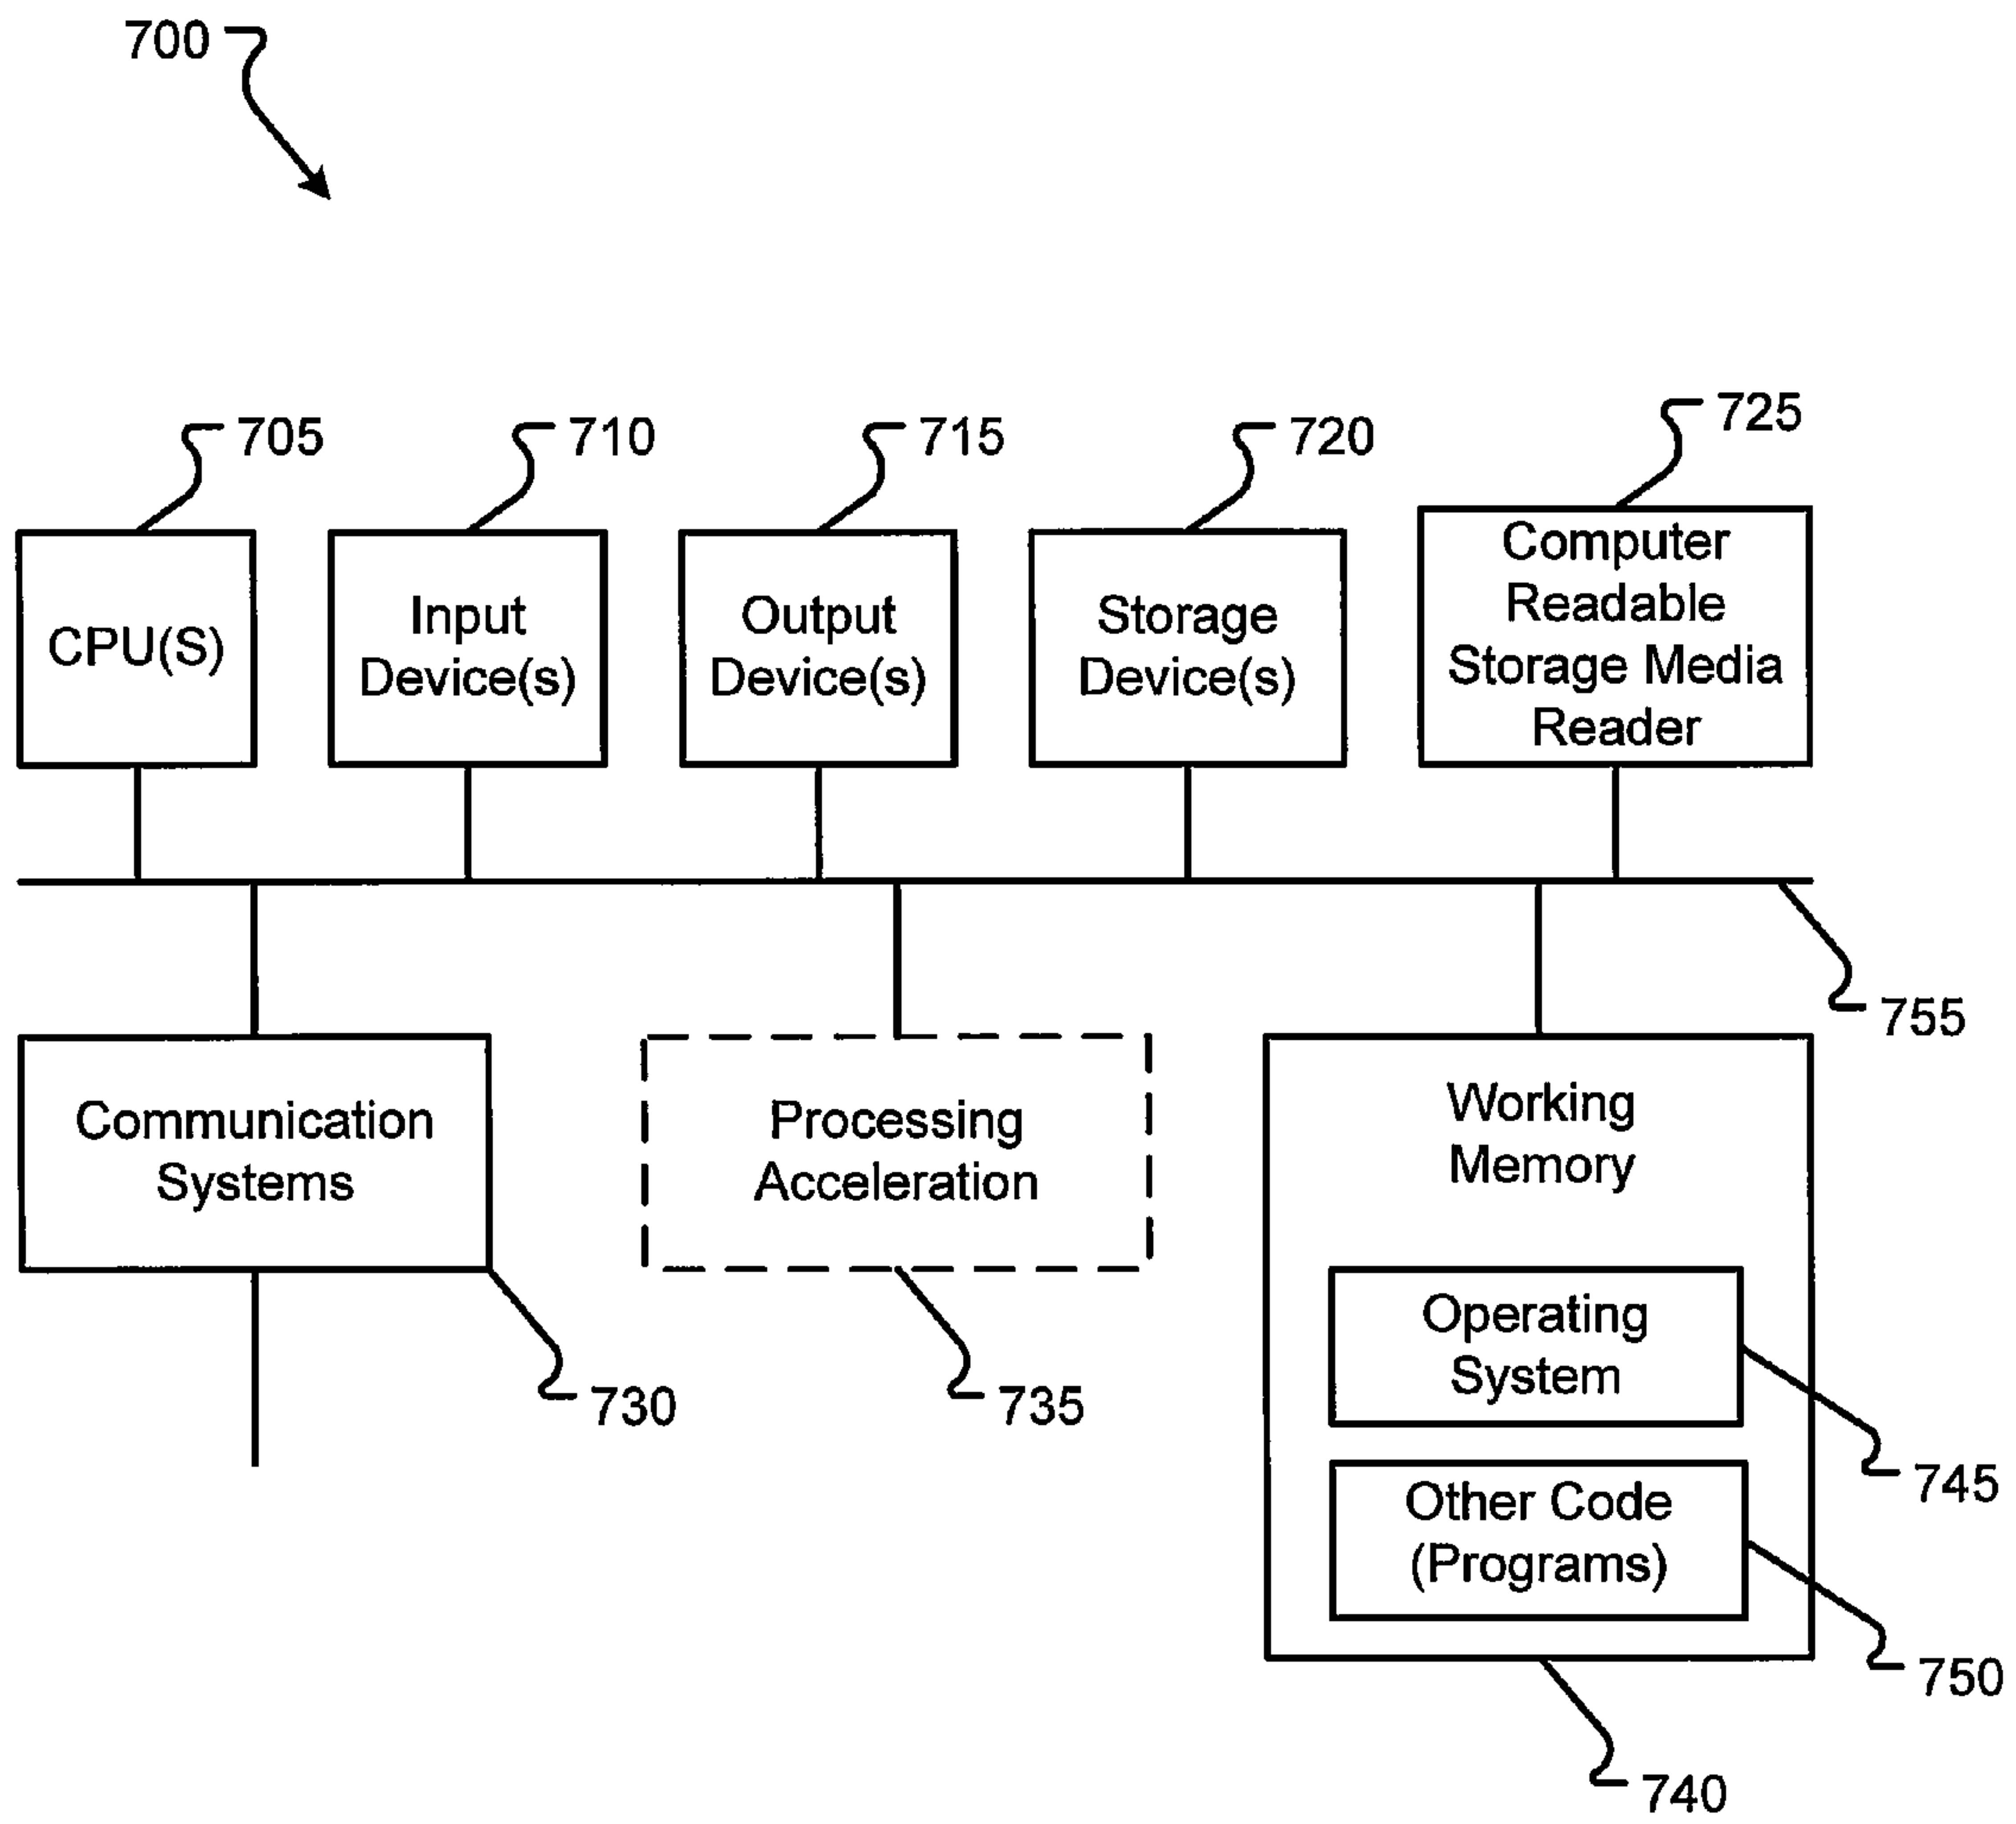 700
705
710
715
720
725
CPU(S)
Input
Device(s)
Output
Device(s)
Storage
Device(s)
Computer
Readable
Storage Media
Reader
755
Communication
Systems
730
Processing
Acceleration
735
Working
Memory
Operating
System
745
Other Code
(Programs)
750
740